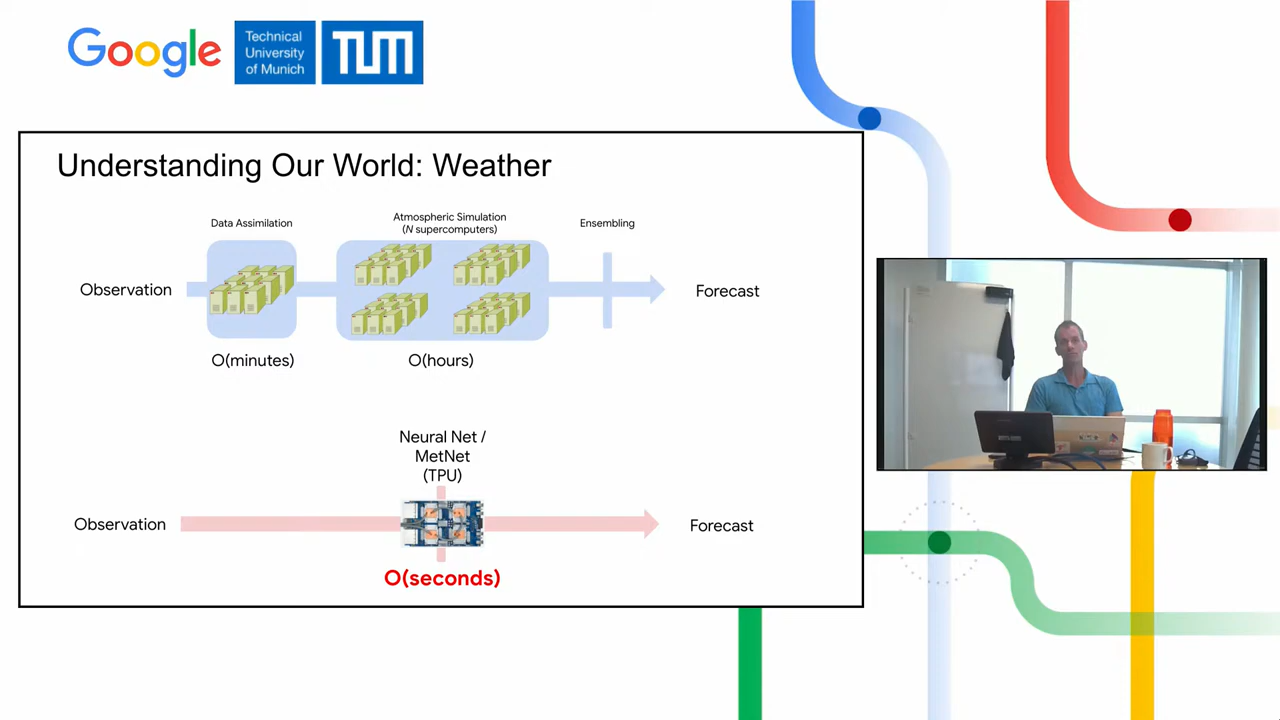 Google
Technical
University
of Munich
TUM
Understanding Our World: Weather
Data Assimilation
Atmospheric Simulation
(N supercomputers)
Ensembling
Observation
Forecast
O(minutes)
O(hours)
Neural Net /
MetNet
(TPU)
Observation
Forecast
O(seconds)